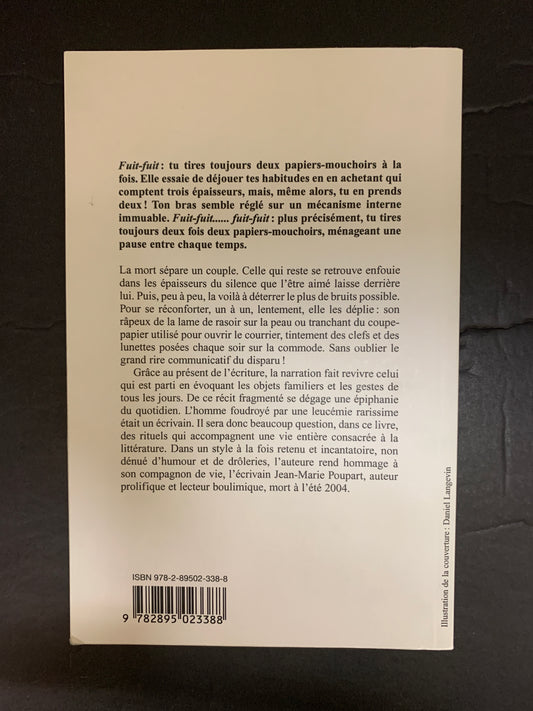 Fuit-fuit : tu tires toujours deux papiers-mouchoirs à la
fois. Elle essaie de déjouer tes habitudes en en achetant qui
comptent trois épaisseurs, mais, même alors, tu en prends
deux ! Ton bras semble réglé sur un mécanisme interne
immuable. Fuit-fuit...... fuit-fuit : plus précisément, tu tires
toujours deux fois deux papiers-mouchoirs, ménageant une
pause entre chaque temps.
La mort sépare un couple. Celle qui reste se retrouve enfouie
dans les épaisseurs du silence que l'être aimé laisse derrière
lui. Puis, peu à peu, la voilà à déterrer le plus de bruits possible.
Pour se réconforter, un à un, lentement, elle les déplie : son
râpeux de la lame de rasoir sur la peau ou tranchant du coupe-
papier utilisé pour ouvrir le courrier, tintement des clefs et des
lunettes posées chaque soir sur la commode. Sans oublier le
grand rire communicatif du disparu !
Grâce au présent de l'écriture, la narration fait revivre celui
qui est parti en évoquant les objets familiers et les gestes de
tous les jours. De ce récit fragmenté se dégage une épiphanie
du quotidien. L'homme foudroyé par une leucémie rarissime
était un écrivain. Il sera donc beaucoup question, dans ce livre,
des rituels qui accompagnent une vie entière consacrée à la
littérature. Dans un style à la fois retenu et incantatoire, non
dénué d'humour et de drôleries, l'auteure rend hommage à
son compagnon de vie, l'écrivain Jean-Marie Poupart, auteur
prolifique et lecteur boulimique, mort à l'été 2004.
ISBN 978-2-89502-338-8
9 782895 023388
Illustration de la couverture : Daniel Langevin